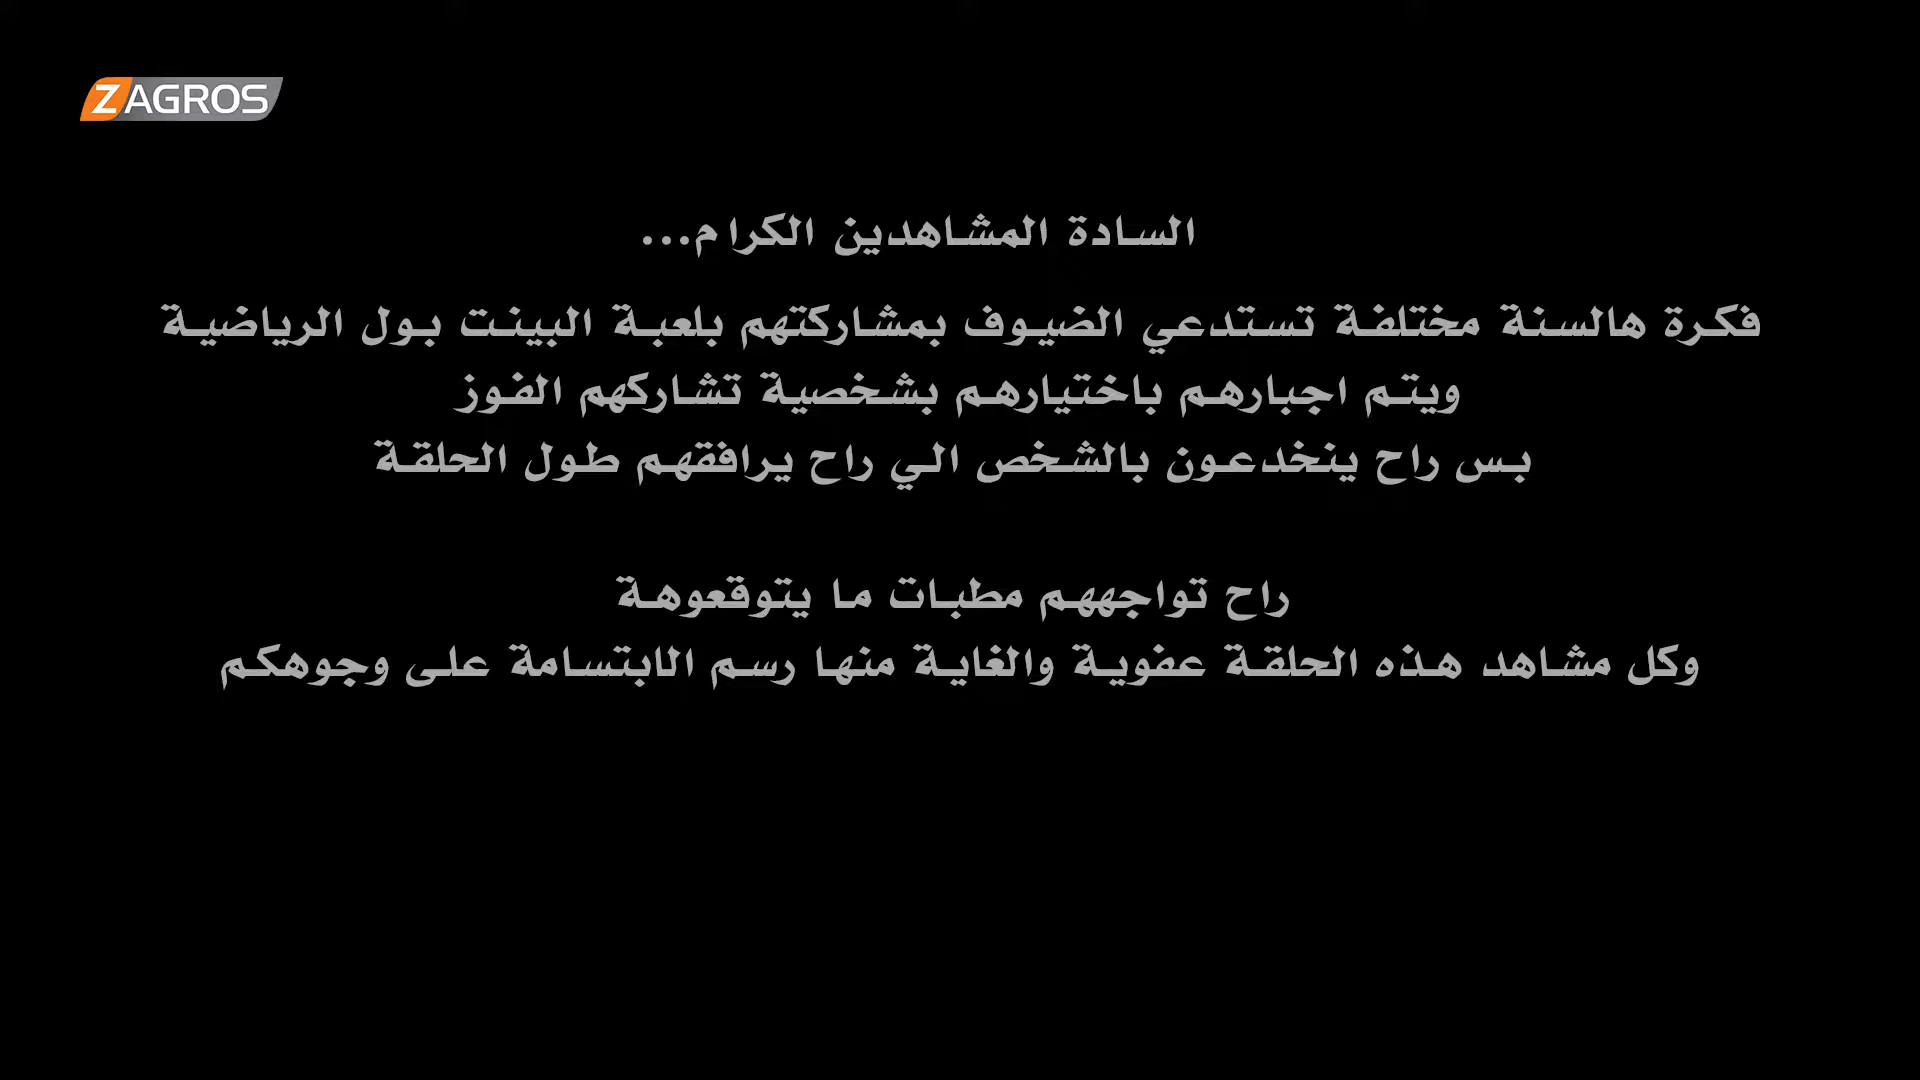 ZAGROS
السادة المشاهدين الكرام...
فكرة هالسنة مختلفة تستدعي الضيوف بمشاركتهم بلعبة البينت بول الرياضية
ويتم اجبارهم باختيارهم بشخصية تشاركهم الفوز
بس راح ينخدعون بالشخص الي راح يرافقهم طول الحلقة
راح تواجههم مطبات ما يتوقعوهة
وكل مشاهد هذه الحلقة عفوية والغاية منها رسم الابتسامة على وجوهكم